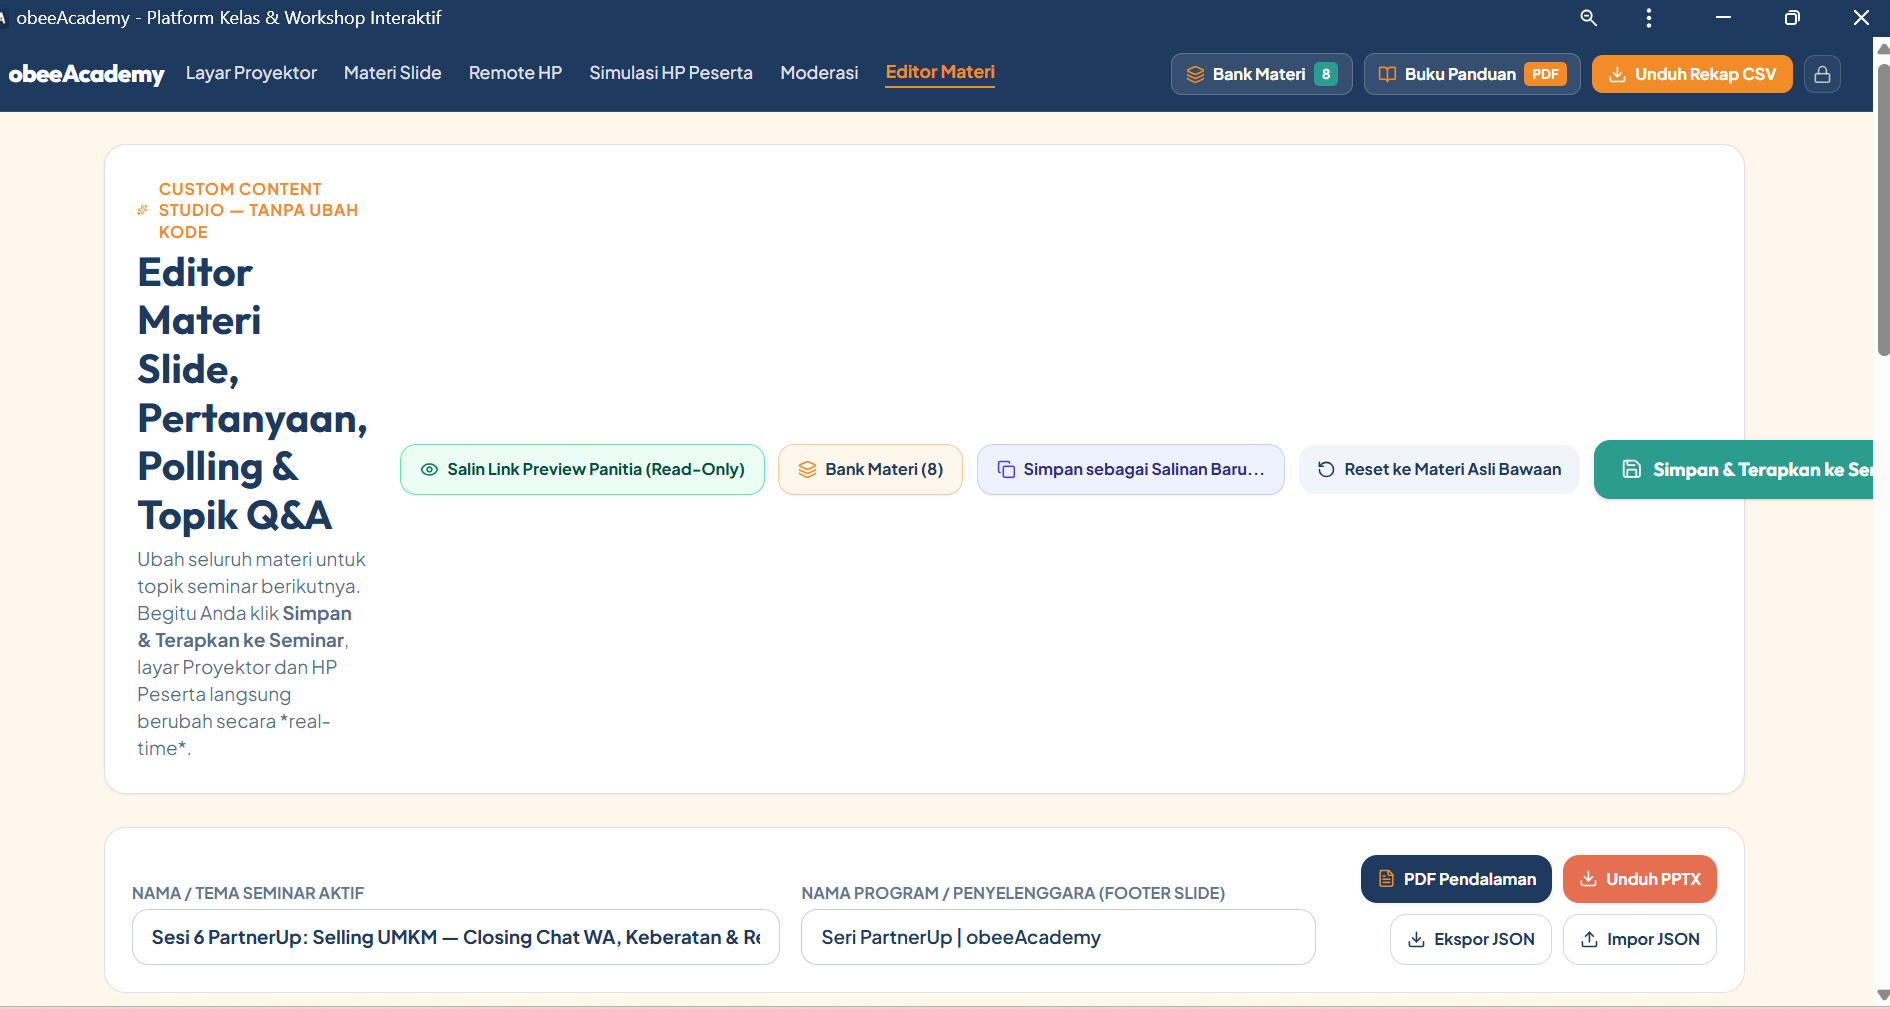 obeeAcademy - Platform Kelas & Workshop Interaktif
obeeAcademy
Layar Proyektor
Materi Slide
Remote HP
Simulasi HP Peserta
Moderasi
Editor Materi
Bank Materi 8
Buku Panduan PDF
Unduh Rekap CSV
CUSTOM CONTENT
STUDIO — TANPA UBAH
KODE
Editor
Materi
Slide,
Pertanyaan,
Polling &
Topik Q&A
Ubah seluruh materi untuk
topik seminar berikutnya.
Begitu Anda klik Simpan
& Terapkan ke Seminar,
layar Proyektor dan HP
Peserta langsung
berubah secara *real-
time*.
Salin Link Preview Panitia (Read-Only)
Bank Materi (8)
Simpan sebagai Salinan Baru...
Reset ke Materi Asli Bawaan
Simpan & Terapkan ke
NAMA / TEMA SEMINAR AKTIF
Sesi 6 PartnerUp: Selling UMKM — Closing Chat WA, Keberatan &
NAMA PROGRAM / PENYELENGGARA (FOOTER SLIDE)
Seri PartnerUp | obeeAcademy
PDF Pendalaman
Unduh PPTX
Ekspor JSON
Impor JSON